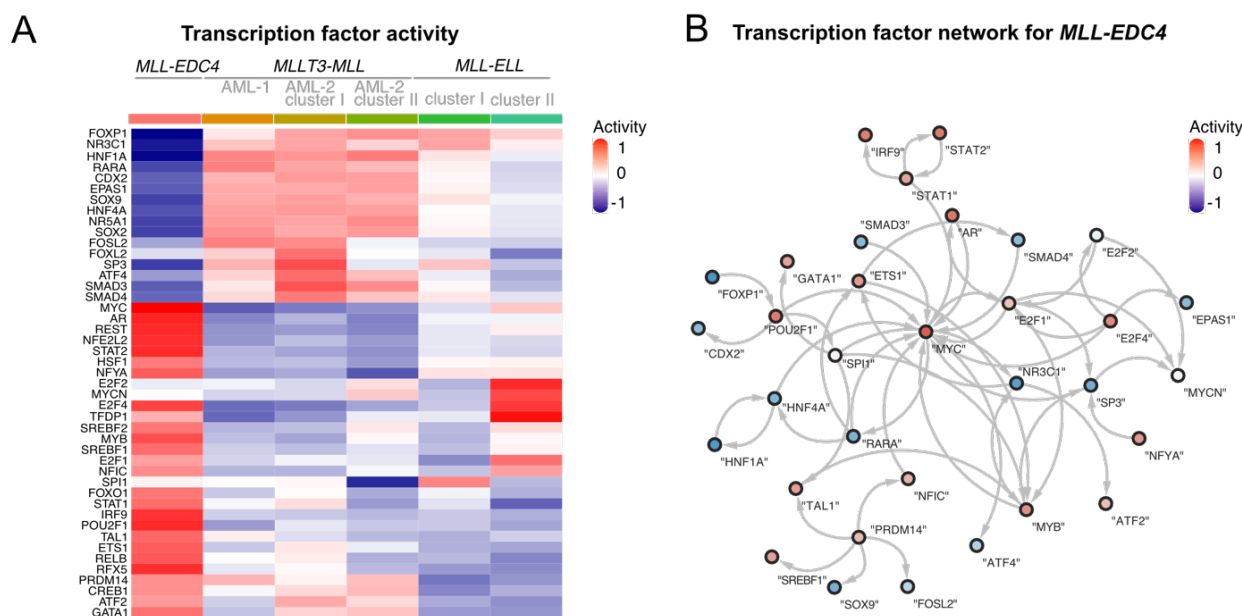 A
Transcription factor activity
MLL-EDC4
MLLT3-MLL
MLL-ELL
AML-1
AML-2
cluster I
AML-2
cluster II
cluster I
cluster II
FOXP1
NR3C1
HNF1A
RARA
CDX2
EPAS1
SOX9
HNF4A
NR5A1
SOX2
FOSL2
FOXL2
SP3
ATF4
SMAD3
SMAD4
MYC
AR
REST
NFE2L2
STAT2
HSF1
NFYA
E2F2
MYCN
E2F4
TFDP1
SREBF2
MYB
SREBF1
E2F1
NFIC
SPI1
FOXO1
STAT1
IRF9
POU2F1
TAL1
ETS1
RELB
RFX5
PRDM14
CREB1
ATF2
GATA1
Activity
1
0
-1
B
Transcription factor network for MLL-EDC4
"IRF9"
"STAT2"
"STAT1"
"SMAD3"
"AR"
"SMAD4"
"E2F2"
"GATA1"
"ETS1"
"FOXP1"
"E2F1"
"EPAS1"
"POU2F1"
"E2F4"
"CDX2"
"SPI1"
"MYC"
"NR3C1"
"MYCN"
"SP3"
"HNF4A"
"HNF1A"
"RARA"
"NFYA"
"TAL1"
"NFIC"
"MYB"
"ATF2"
"PRDM14"
"ATF4"
"SREBF1"
"SOX9"
"FOSL2"
Activity
1
0
-1